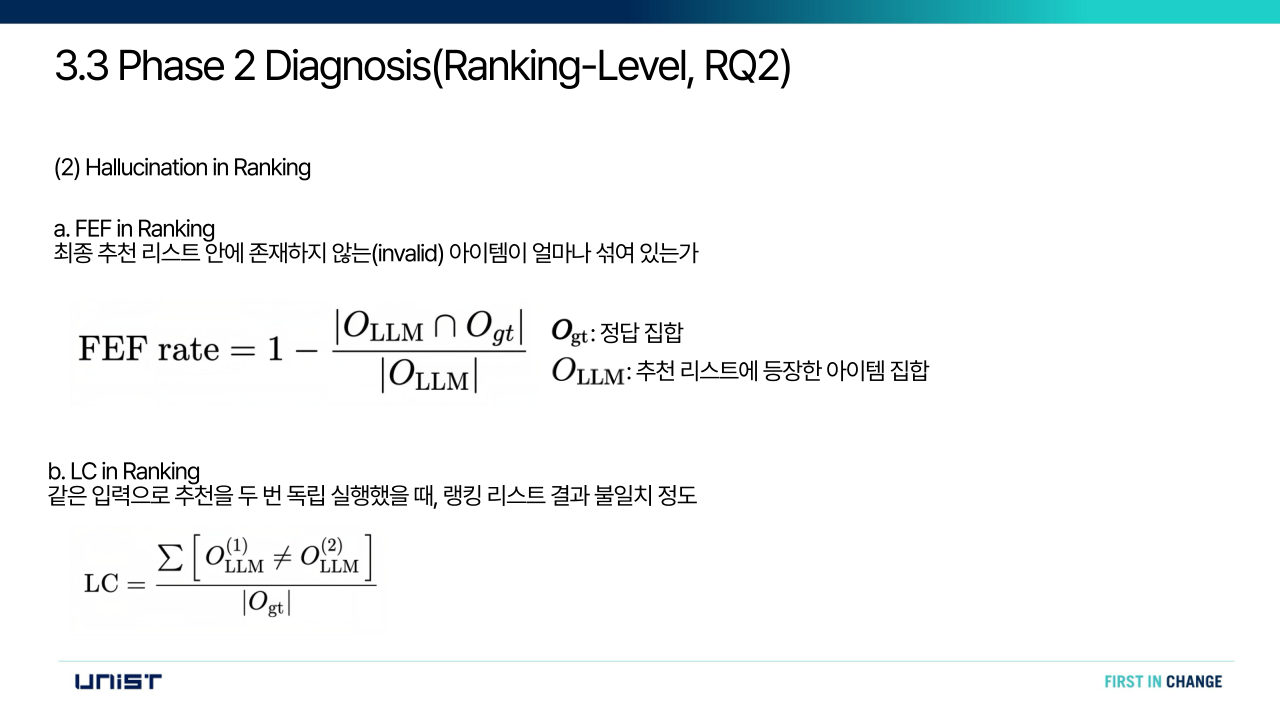 3.3 Phase 2 Diagnosis(Ranking-Level, RQ2)
(2) Hallucination in Ranking
a. FEF in Ranking
최종 추천 리스트 안에 존재하지 않는(invalid) 아이템이 얼마나 섞여 있는가
FEF rate = 1 − |O_LLM ∩ O_gt| / |O_LLM|
O_gt: 정답 집합
O_LLM: 추천 리스트에 등장한 아이템 집합
b. LC in Ranking
같은 입력으로 추천을 두 번 독립 실행했을 때, 랭킹 리스트 결과 불일치 정도
LC = ∑ [ O_LLM^(1) ≠ O_LLM^(2) ] / |O_gt|
UNIST
FIRST IN CHANGE